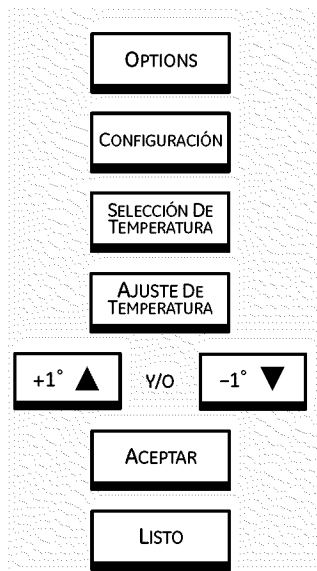 OPTIONS
CONFIGURACIÓN
SELECCIÓN DE
TEMPERATURA
AJUSTE DE
TEMPERATURA
+1° ▲ Y/O −1° ▼
ACEPTAR
LISTO